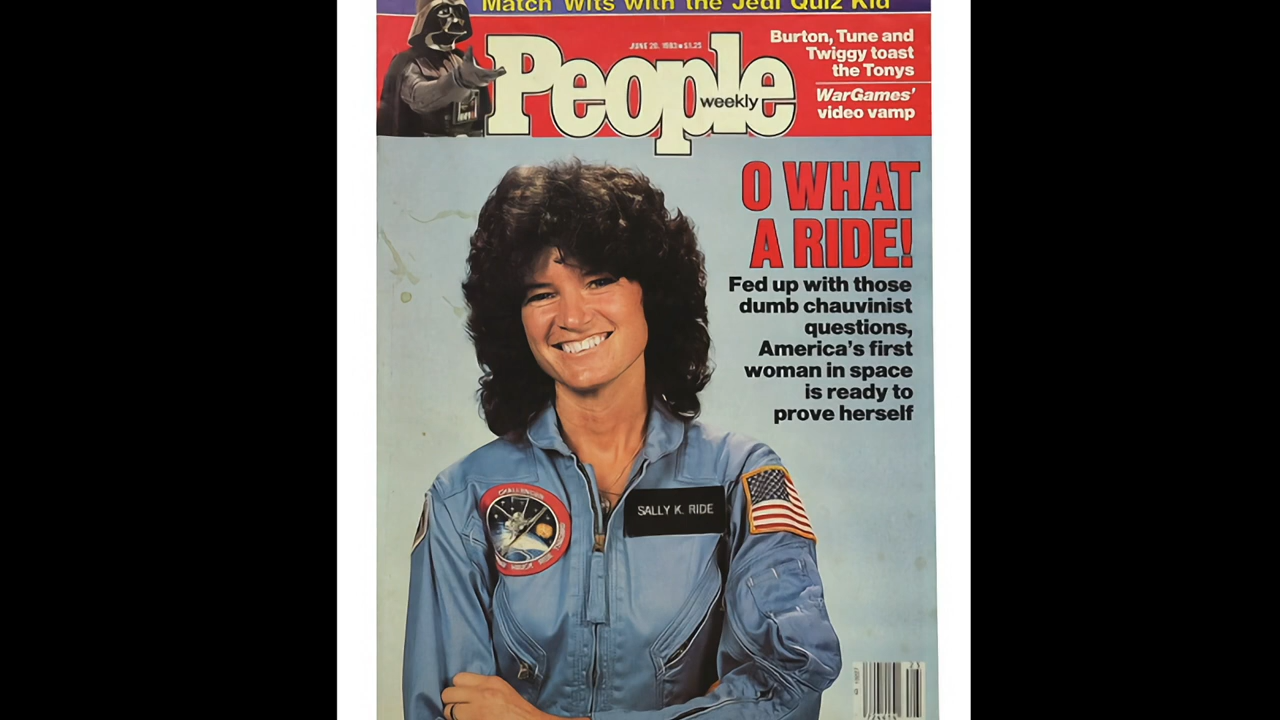 Match Wits with the Jedi Quiz Kid
JUNE 20, 1983 ■ $1.25
People
weekly
Burton, Tune and
Twiggy toast
the Tonys
WarGames'
video vamp
O WHAT
A RIDE!
Fed up with those
dumb chauvinist
questions,
America's first
woman in space
is ready to
prove herself
CHALLENGER
SALLY K. RIDE